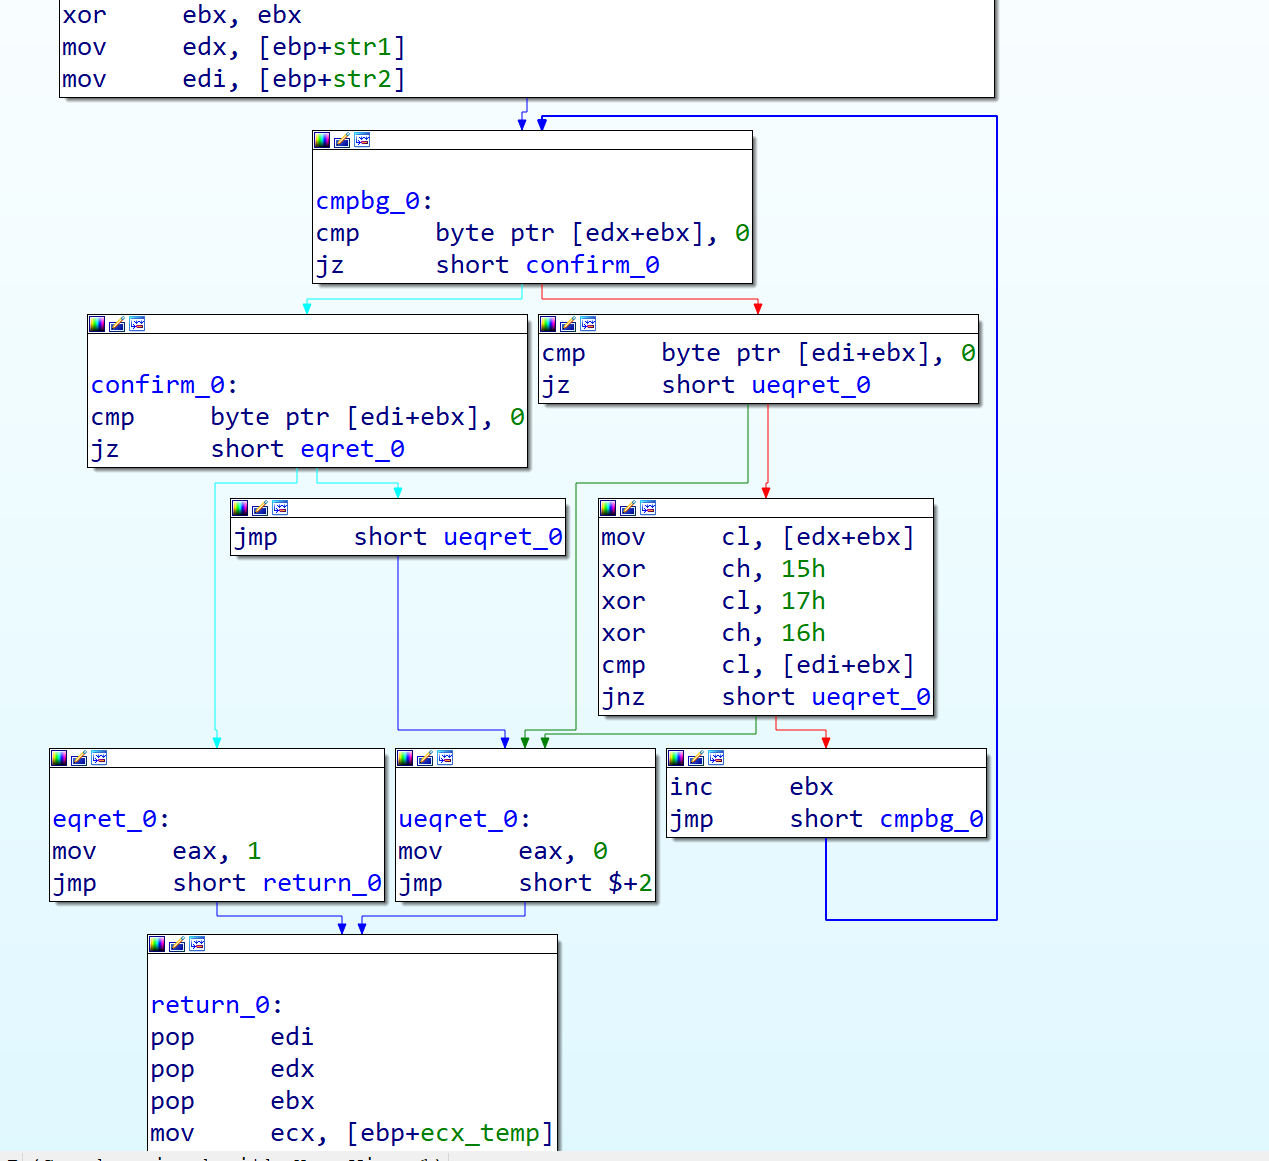 xor ebx, ebx
mov edx, [ebp+str1]
mov edi, [ebp+str2]
cmpbg_0:
cmp byte ptr [edx+ebx], 0
jz short confirm_0
confirm_0:
cmp byte ptr [edi+ebx], 0
jz short eqret_0
cmp byte ptr [edi+ebx], 0
jz short ueqret_0
jmp short ueqret_0
mov cl, [edx+ebx]
xor ch, 15h
xor cl, 17h
xor ch, 16h
cmp cl, [edi+ebx]
jnz short ueqret_0
eqret_0:
mov eax, 1
jmp short return_0
ueqret_0:
mov eax, 0
jmp short $+2
inc ebx
jmp short cmpbg_0
return_0:
pop edi
pop edx
pop ebx
mov ecx, [ebp+ecx_temp]